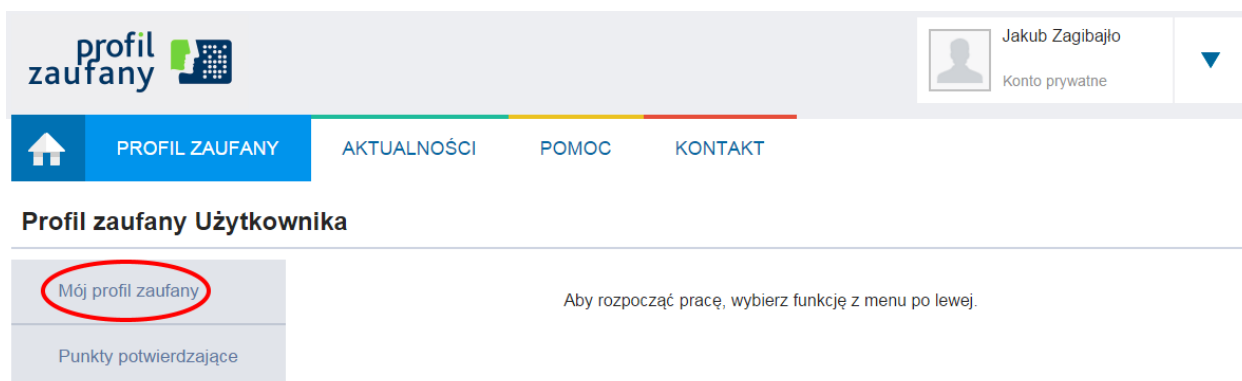 profil
zaufany
Jakub Zagibajło
Konto prywatne
PROFIL ZAUFANY AKTUALNOŚCI POMOC KONTAKT
Profil zaufany Użytkownika
Mój profil zaufany
Aby rozpocząć pracę, wybierz funkcję z menu po lewej.
Punkty potwierdzające